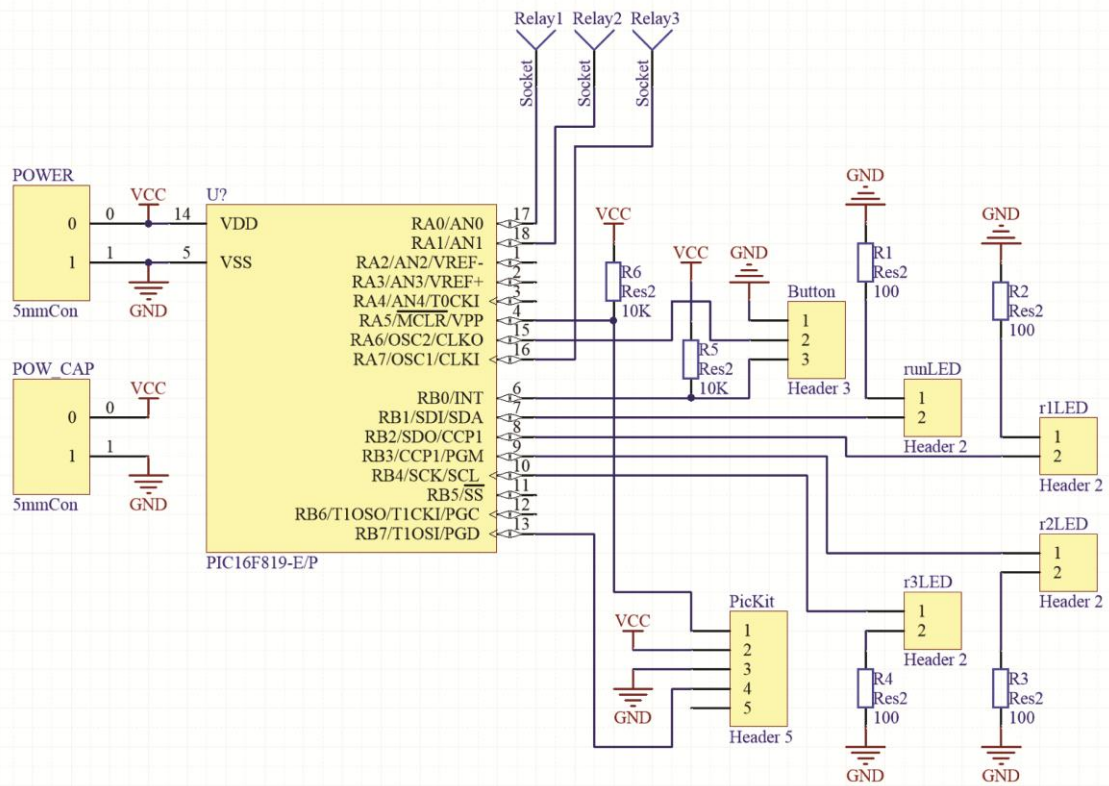 Relay1
Relay2
Relay3
Socket
Socket
Socket
POWER
0
1
0
1
5mmCon
VCC
GND
14
5
U?
VDD
VSS
RA0/AN0
RA1/AN1
RA2/AN2/VREF-
RA3/AN3/VREF+
RA4/AN4/T0CKI
RA5/MCLR/VPP
RA6/OSC2/CLKO
RA7/OSC1/CLKI
RB0/INT
RB1/SDI/SDA
RB2/SDO/CCP1
RB3/CCP1/PGM
RB4/SCK/SCL
RB5/SS
RB6/T1OSO/T1CKI/PGC
RB7/T1OSI/PGD
17
18
1
2
3
4
15
16
6
7
8
9
10
11
12
13
PIC16F819-E/P
POW_CAP
0
1
0
1
5mmCon
VCC
GND
VCC
R6
Res2
10K
VCC
R5
Res2
10K
GND
Button
1
2
3
Header 3
GND
R1
Res2
100
runLED
1
2
Header 2
GND
R2
Res2
100
r1LED
1
2
Header 2
r2LED
1
2
Header 2
R3
Res2
100
GND
r3LED
1
2
Header 2
R4
Res2
100
GND
PicKit
1
2
3
4
5
Header 5
VCC
GND